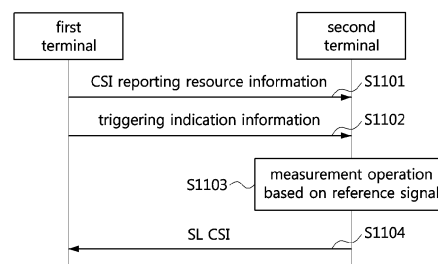 first
terminal
second
terminal
CSI reporting resource information
S1101
triggering indication information
S1102
S1103
measurement operation
based on reference signal
SL CSI
S1104